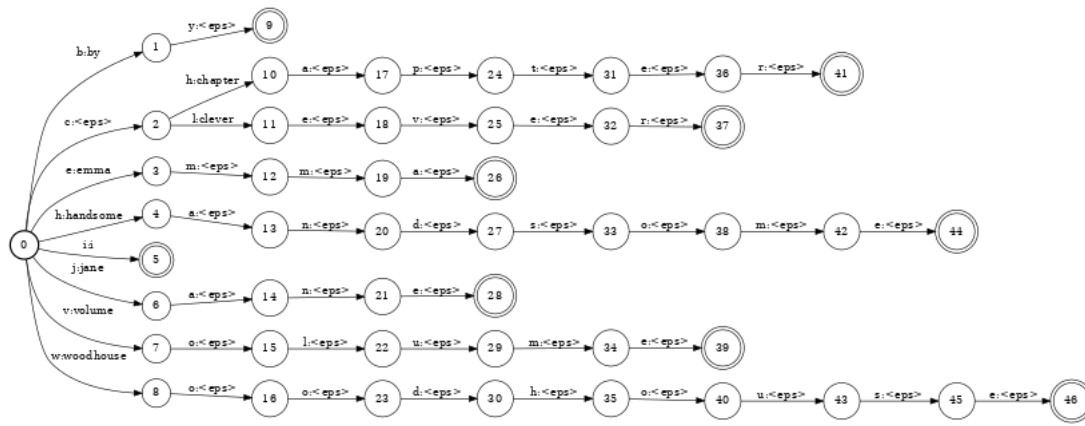 b:by 1 y:<eps> 9
c:<eps> 2 h:chapter 10 a:<eps> 17 p:<eps> 24 t:<eps> 31 e:<eps> 36 r:<eps> 41
l:clever 11 e:<eps> 18 v:<eps> 25 e:<eps> 32 r:<eps> 37
e:emma 3 m:<eps> 12 m:<eps> 19 a:<eps> 26
h:handsome 4 a:<eps> 13 n:<eps> 20 d:<eps> 27 s:<eps> 33 o:<eps> 38 m:<eps> 42 e:<eps> 44
0 i:i 5
j:jane 6 a:<eps> 14 n:<eps> 21 e:<eps> 28
v:volume 7 o:<eps> 15 l:<eps> 22 u:<eps> 29 m:<eps> 34 e:<eps> 39
w:woodhouse 8 o:<eps> 16 o:<eps> 23 d:<eps> 30 h:<eps> 35 o:<eps> 40 u:<eps> 43 s:<eps> 45 e:<eps> 46